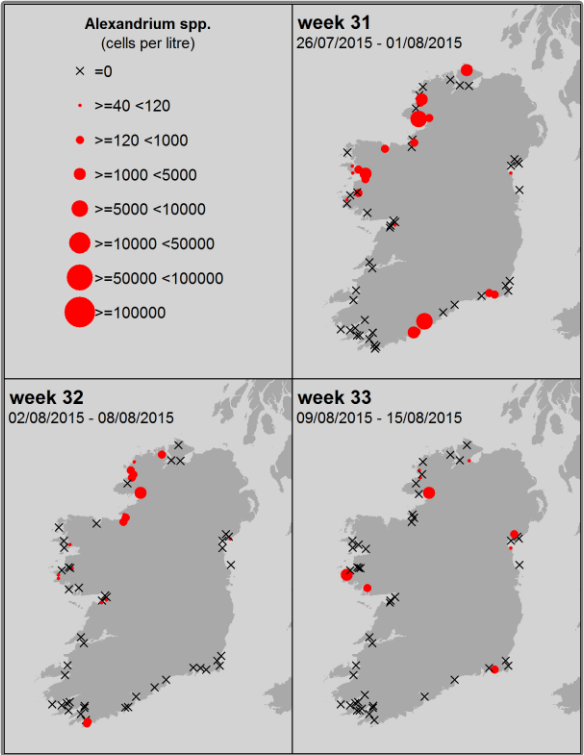 Alexandrium spp.
(cells per litre)
=0
>=40 <120
>=120 <1000
>=1000 <5000
>=5000 <10000
>=10000 <50000
>=50000 <100000
>=100000
week 31
26/07/2015 - 01/08/2015
week 32
02/08/2015 - 08/08/2015
week 33
09/08/2015 - 15/08/2015